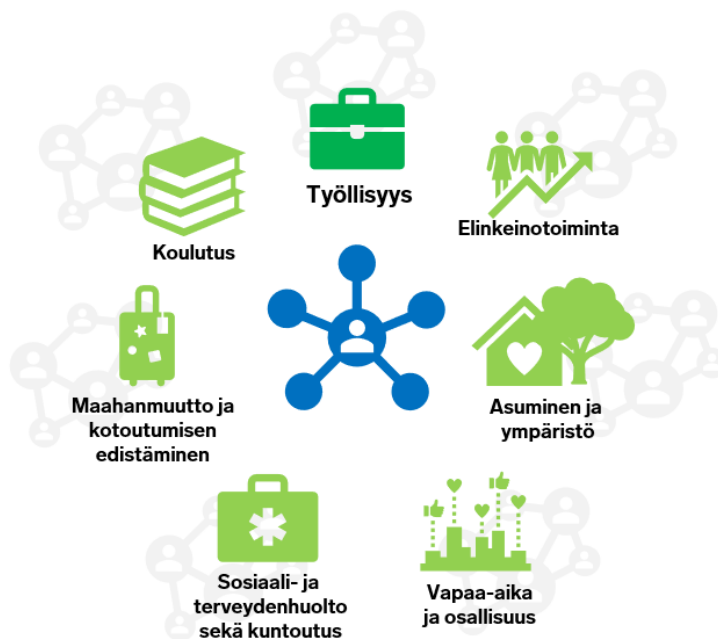 Työllisyys
Koulutus
Elinkeinotoiminta
Maahanmuutto ja
kotoutumisen
edistäminen
Asuminen ja
ympäristö
Sosiaali- ja
terveydenhuolto
sekä kuntoutus
Vapaa-aika
ja osallisuus